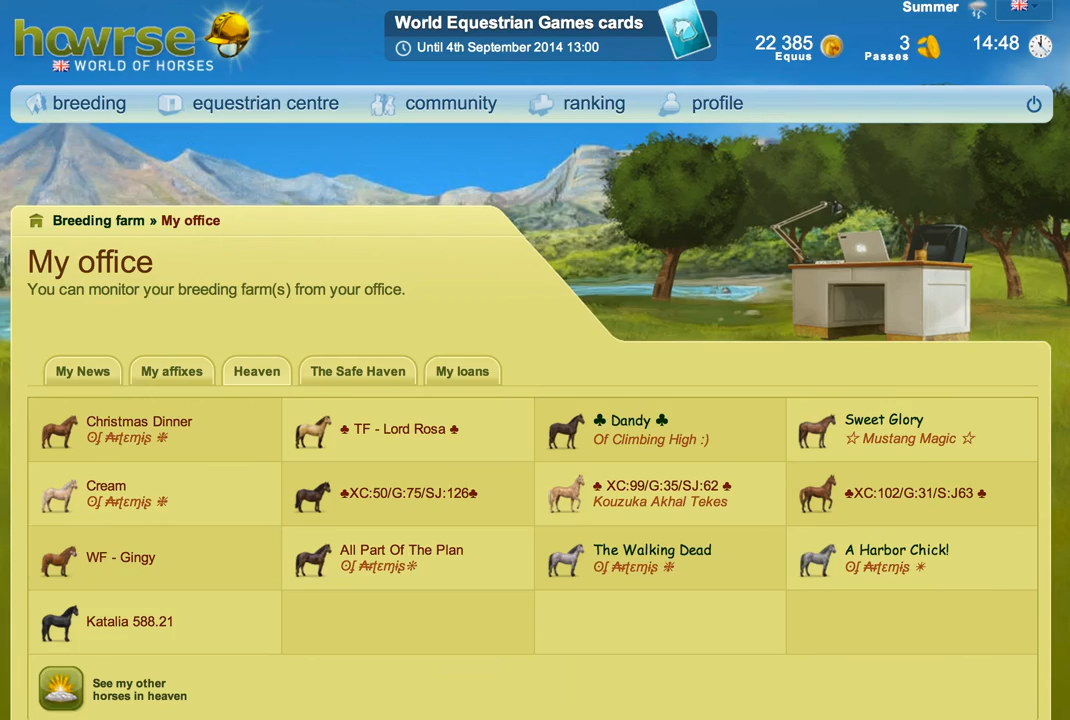 howrse
WORLD OF HORSES
World Equestrian Games cards
Until 4th September 2014 13:00
Summer
22 385
Equus
3
Passes
14:48
breeding
equestrian centre
community
ranking
profile
Breeding farm » My office
My office
You can monitor your breeding farm(s) from your office.
My News
My affixes
Heaven
The Safe Haven
My loans
Christmas Dinner
♣ TF - Lord Rosa ♣
♣ Dandy ♣
Of Climbing High :)
Sweet Glory
☆ Mustang Magic ☆
Cream
♣XC:50/G:75/SJ:126♣
♣ XC:99/G:35/SJ:62 ♣
Kouzuka Akhal Tekes
♣XC:102/G:31/S:J63 ♣
WF - Gingy
All Part Of The Plan
The Walking Dead
A Harbor Chick!
Katalia 588.21
See my other
horses in heaven